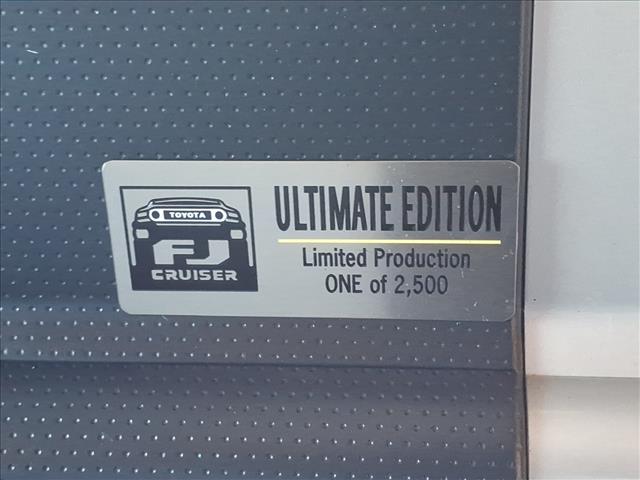 TOYOTA
FJ
CRUISER
ULTIMATE EDITION
Limited Production
ONE of 2,500